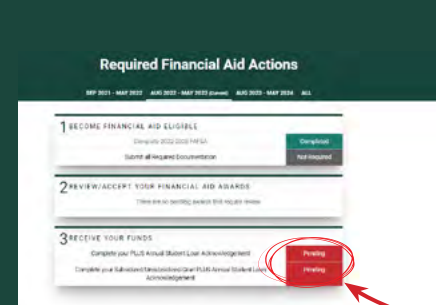 Required Financial Aid Actions
SEP 2021 - MAY 2022 AUG 2022 - MAY 2023 (Current) AUG 2023 - MAY 2024 ALL
1 BECOME FINANCIAL AID ELIGIBLE
Complete 2022-2023 FAFSA Completed
Submit all Required Documentation Not Required
2 REVIEW/ACCEPT YOUR FINANCIAL AID AWARDS
There are no pending awards that require review
3 RECEIVE YOUR FUNDS
Complete your PLUS Annual Student Loan Acknowledgement Pending
Complete your Subsidized/Unsubsidized/Grad PLUS Annual Student Loan Pending
Acknowledgement